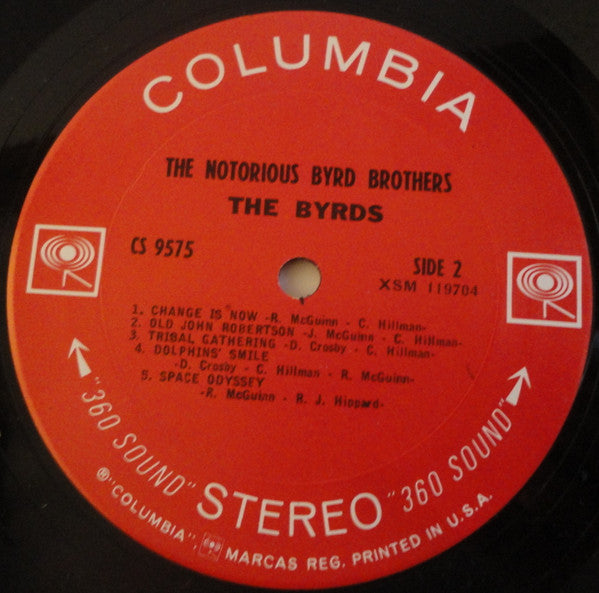 COLUMBIA
THE NOTORIOUS BYRD BROTHERS
THE BYRDS
CS 9575
SIDE 2
XSM 119704
1. CHANGE IS NOW -R. McGuinn - C. Hillman-
2. OLD JOHN ROBERTSON -J. McGuinn - C. Hillman-
3. TRIBAL GATHERING -D. Crosby - C. Hillman-
4. DOLPHINS' SMILE
-D. Crosby - C. Hillman - R. McGuinn-
5. SPACE ODYSSEY
-R. McGuinn - R. J. Hippard-
"360 SOUND" STEREO "360 SOUND"
® "COLUMBIA", MARCAS REG. PRINTED IN U.S.A.